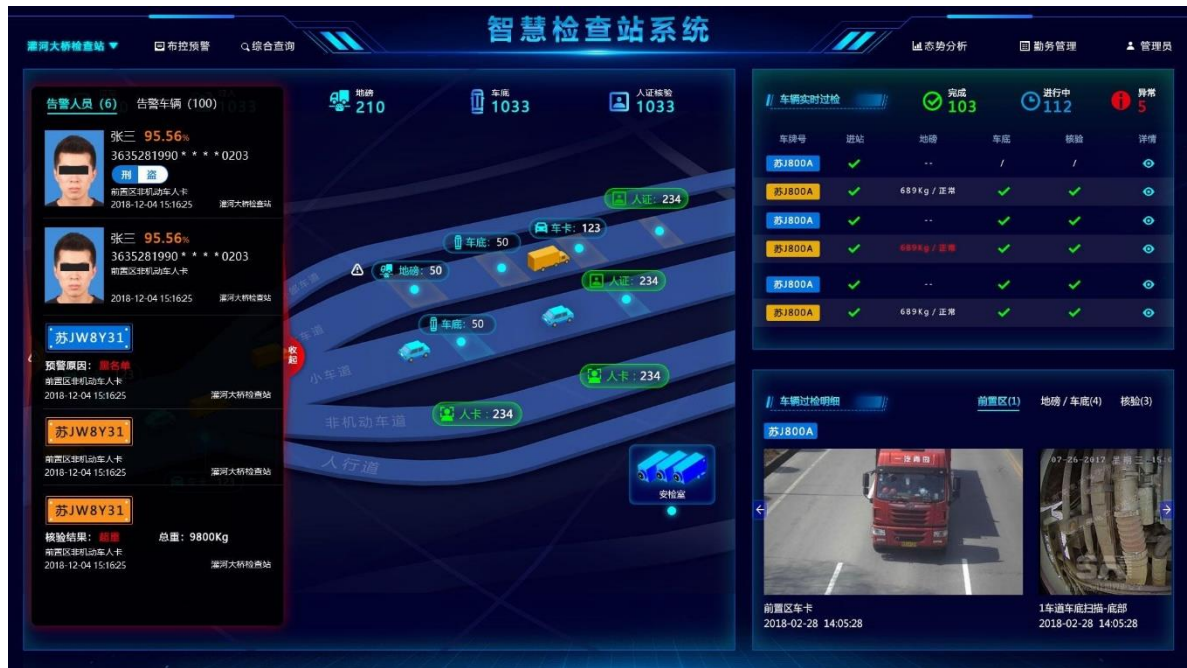 智慧检查站系统
灌河大桥检查站 ▼
布控预警
综合查询
态势分析
勤务管理
管理员
告警人员 (6)
告警车辆 (100)
地磅
210
车底
1033
人证核验
1033
张三 95.56%
3635281990 * * * * 0203
刑 盗
前置区非机动车人卡
2018-12-04 15:16:25 灌河大桥检查站
张三 95.56%
3635281990 * * * * 0203
前置区非机动车人卡
2018-12-04 15:16:25 灌河大桥检查站
苏JW8Y31
预警原因: 黑名单
前置区非机动车人卡
2018-12-04 15:16:25 灌河大桥检查站
苏JW8Y31
前置区非机动车人卡
2018-12-04 15:16:25 灌河大桥检查站
苏JW8Y31
核验结果: 超重 总重: 9800Kg
前置区非机动车人卡
2018-12-04 15:16:25 灌河大桥检查站
收起
人证: 234
车卡: 123
车底: 50
地磅: 50
人证: 234
车底: 50
小车道
人卡: 234
非机动车道
人卡: 234
人行道
安检室
车辆实时过检
完成
103
进行中
112
异常
5
车牌号 进站 地磅 车底 核验 详情
苏J800A ✓ -- / /
苏J800A ✓ 689Kg / 正常 ✓ ✓
苏J800A ✓ -- ✓ ✓
苏J800A ✓ 689Kg / 正常 ✓ ✓
苏J800A ✓ -- ✓ ✓
苏J800A ✓ 689Kg / 正常 ✓ ✓
车辆过检明细
前置区(1) 地磅 / 车底(4) 核验(3)
苏J800A
一汽解放
07-26-2017 星期三
前置区车卡
2018-02-28 14:05:28
1车道车底扫描-底部
2018-02-28 14:05:28